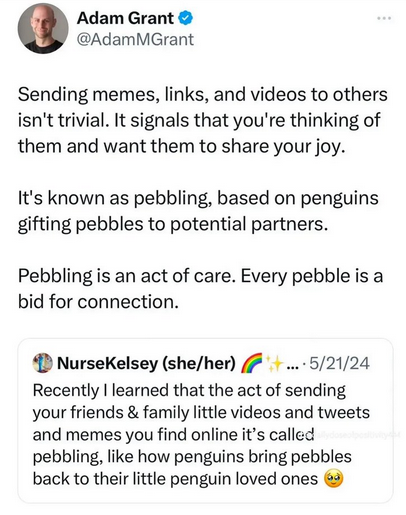 Adam Grant
@AdamMGrant
Sending memes, links, and videos to others
isn't trivial. It signals that you're thinking of
them and want them to share your joy.
It's known as pebbling, based on penguins
gifting pebbles to potential partners.
Pebbling is an act of care. Every pebble is a
bid for connection.
NurseKelsey (she/her) 🌈✨... · 5/21/24
Recently I learned that the act of sending
your friends & family little videos and tweets
and memes you find online it’s called
pebbling, like how penguins bring pebbles
back to their little penguin loved ones 🥹